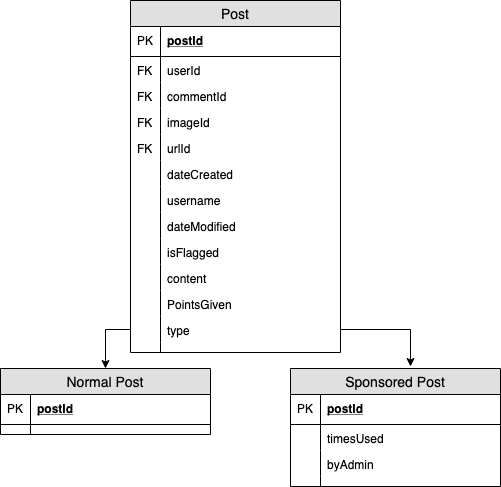 Post
PK postId
FK userId
FK commentId
FK imageId
FK urlId
dateCreated
username
dateModified
isFlagged
content
PointsGiven
type
Normal Post
PK postId
Sponsored Post
PK postId
timesUsed
byAdmin